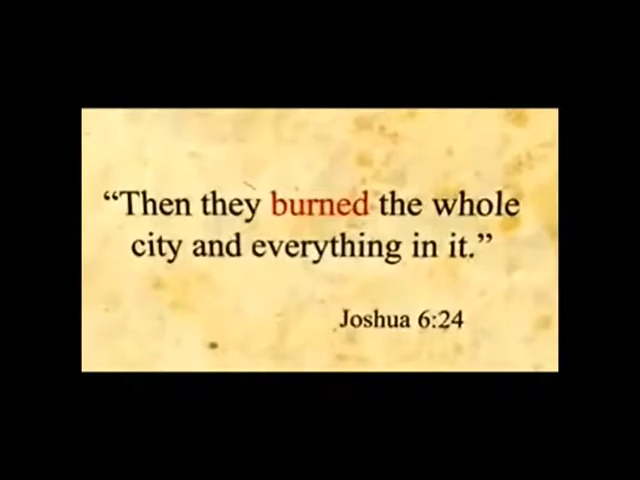 “Then they burned the whole
city and everything in it.”
Joshua 6:24